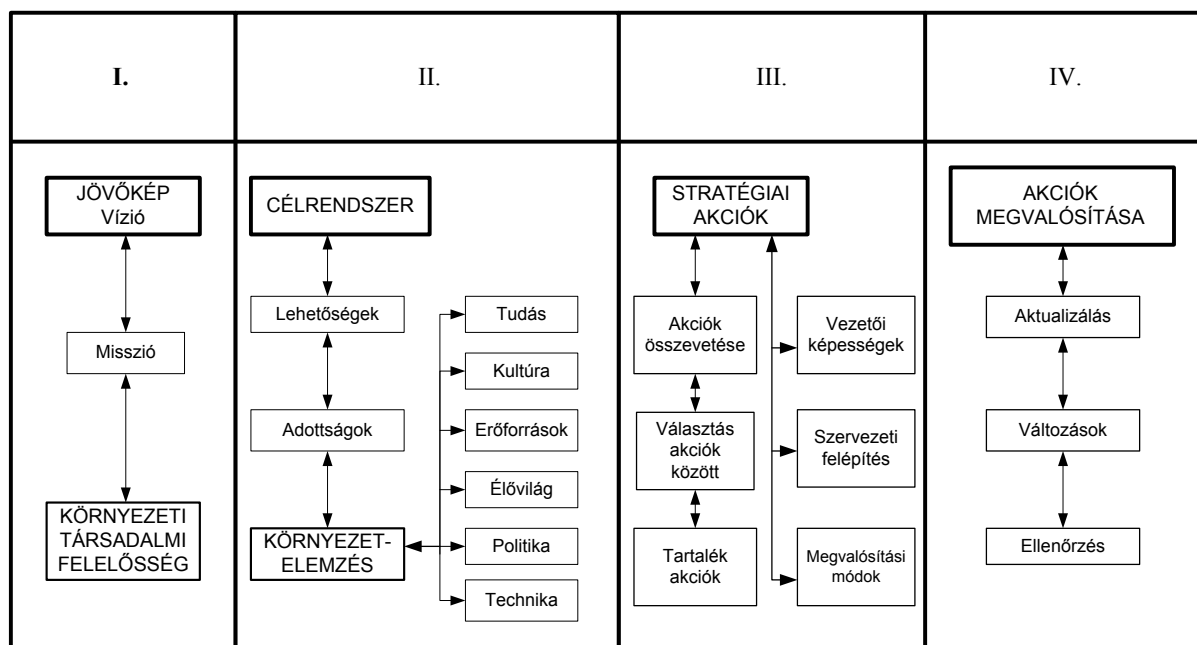 I.
II.
III.
IV.
JÖVŐKÉP
Vízió
Misszió
KÖRNYEZETI
TÁRSADALMI
FELELŐSSÉG
CÉLRENDSZER
Lehetőségek
Adottságok
KÖRNYEZET-
ELEMZÉS
Tudás
Kultúra
Erőforrások
Élővilág
Politika
Technika
STRATÉGIAI
AKCIÓK
Akciók
összevetése
Választás
akciók
között
Tartalék
akciók
Vezetői
képességek
Szervezeti
felépítés
Megvalósítási
módok
AKCIÓK
MEGVALÓSÍTÁSA
Aktualizálás
Változások
Ellenőrzés